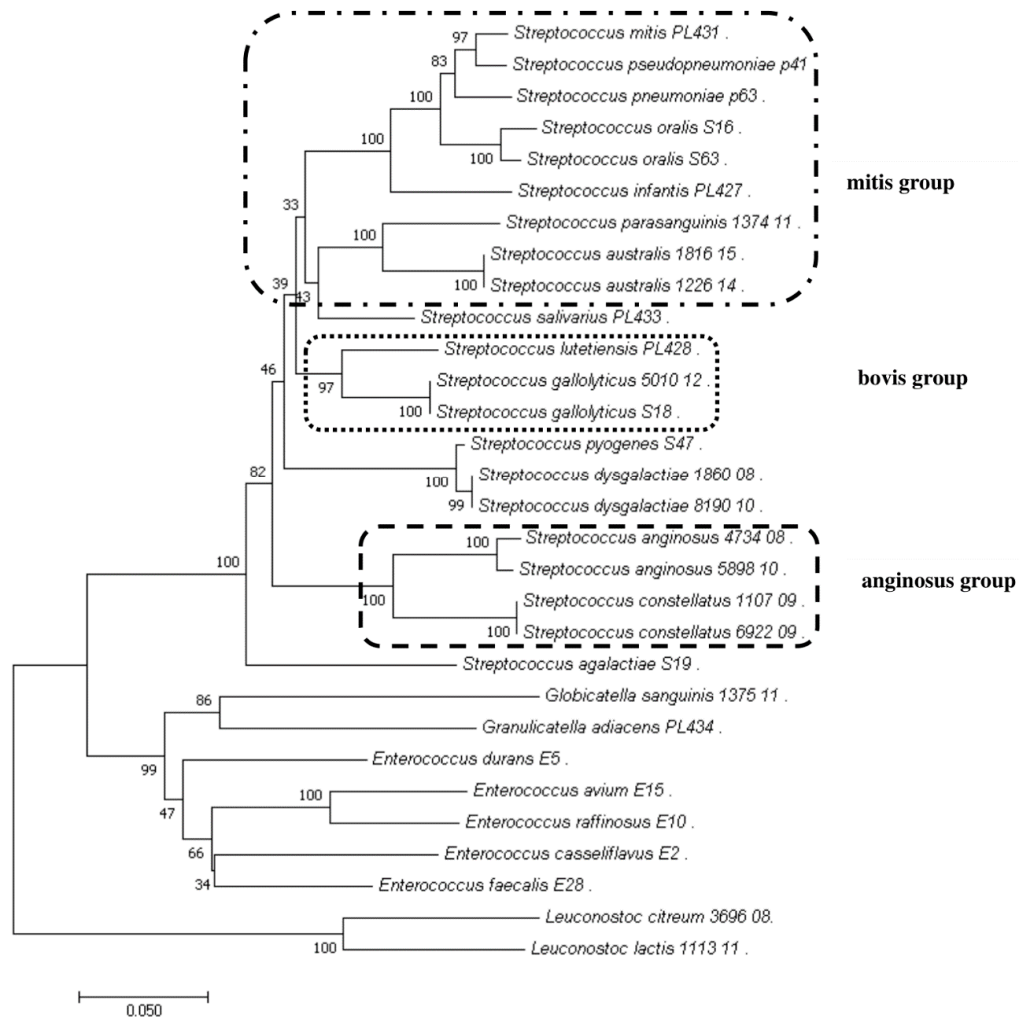 97
Streptococcus mitis PL431 .
83
Streptococcus pseudopneumoniae p41
100
Streptococcus pneumoniae p63 .
100
Streptococcus oralis S16 .
100
Streptococcus oralis S63 .
mitis group
Streptococcus infantis PL427 .
33
Streptococcus parasanguinis 1374 11 .
100
Streptococcus australis 1816 15 .
100
Streptococcus australis 1226 14 .
39
43
Streptococcus salivarius PL433 .
Streptococcus lutetiensis PL428 .
46
97
Streptococcus gallolyticus 5010 12 .
bovis group
100
Streptococcus gallolyticus S18 .
Streptococcus pyogenes S47 .
82
100
Streptococcus dysgalactiae 1860 08 .
99
Streptococcus dysgalactiae 8190 10 .
100
Streptococcus anginosus 4734 08 .
100
Streptococcus anginosus 5898 10 .
anginosus group
100
Streptococcus constellatus 1107 09 .
100
Streptococcus constellatus 6922 09 .
Streptococcus agalactiae S19 .
86
Globicatella sanguinis 1375 11 .
Granulicatella adiacens PL434 .
99
Enterococcus durans E5 .
47
100
Enterococcus avium E15 .
Enterococcus raffinosus E10 .
66
Enterococcus casseliflavus E2 .
34
Enterococcus faecalis E28 .
Leuconostoc citreum 3696 08.
100
Leuconostoc lactis 1113 11 .
0.050